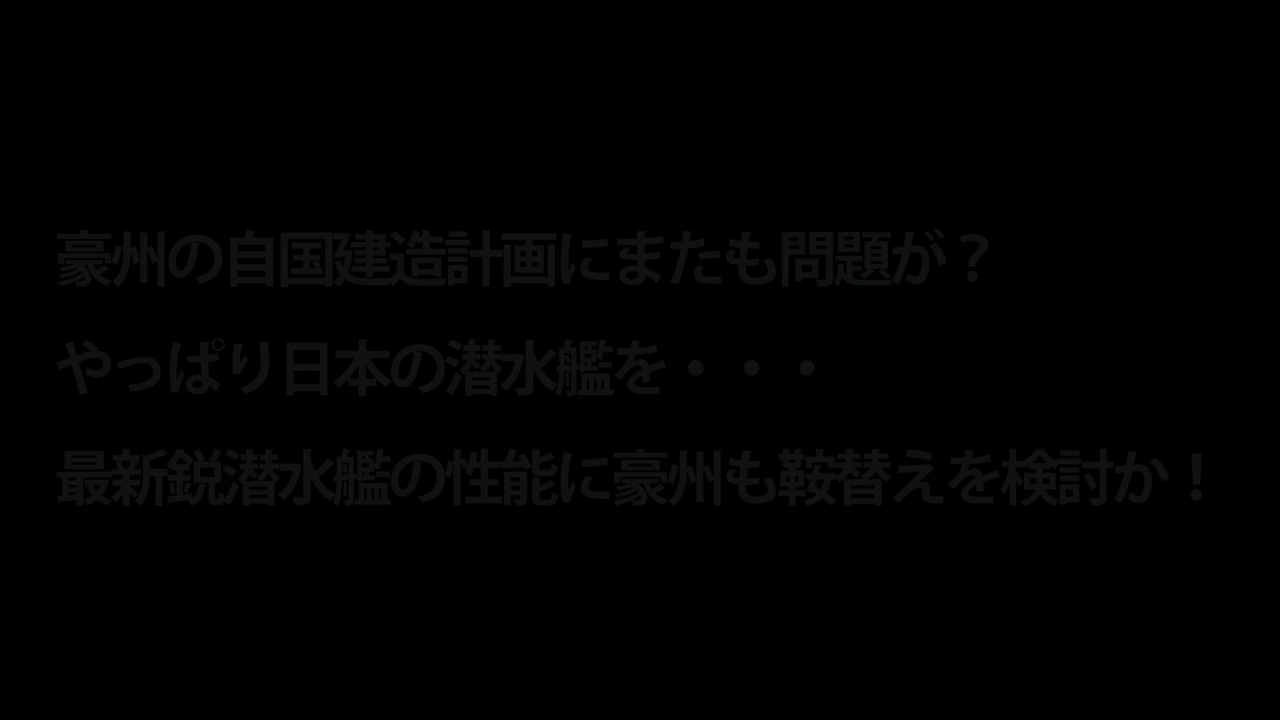 豪州の自国建造計画にまたも問題が？
やっぱり日本の潜水艦を・・・
最新鋭潜水艦の性能に豪州も鞍替えを検討か！